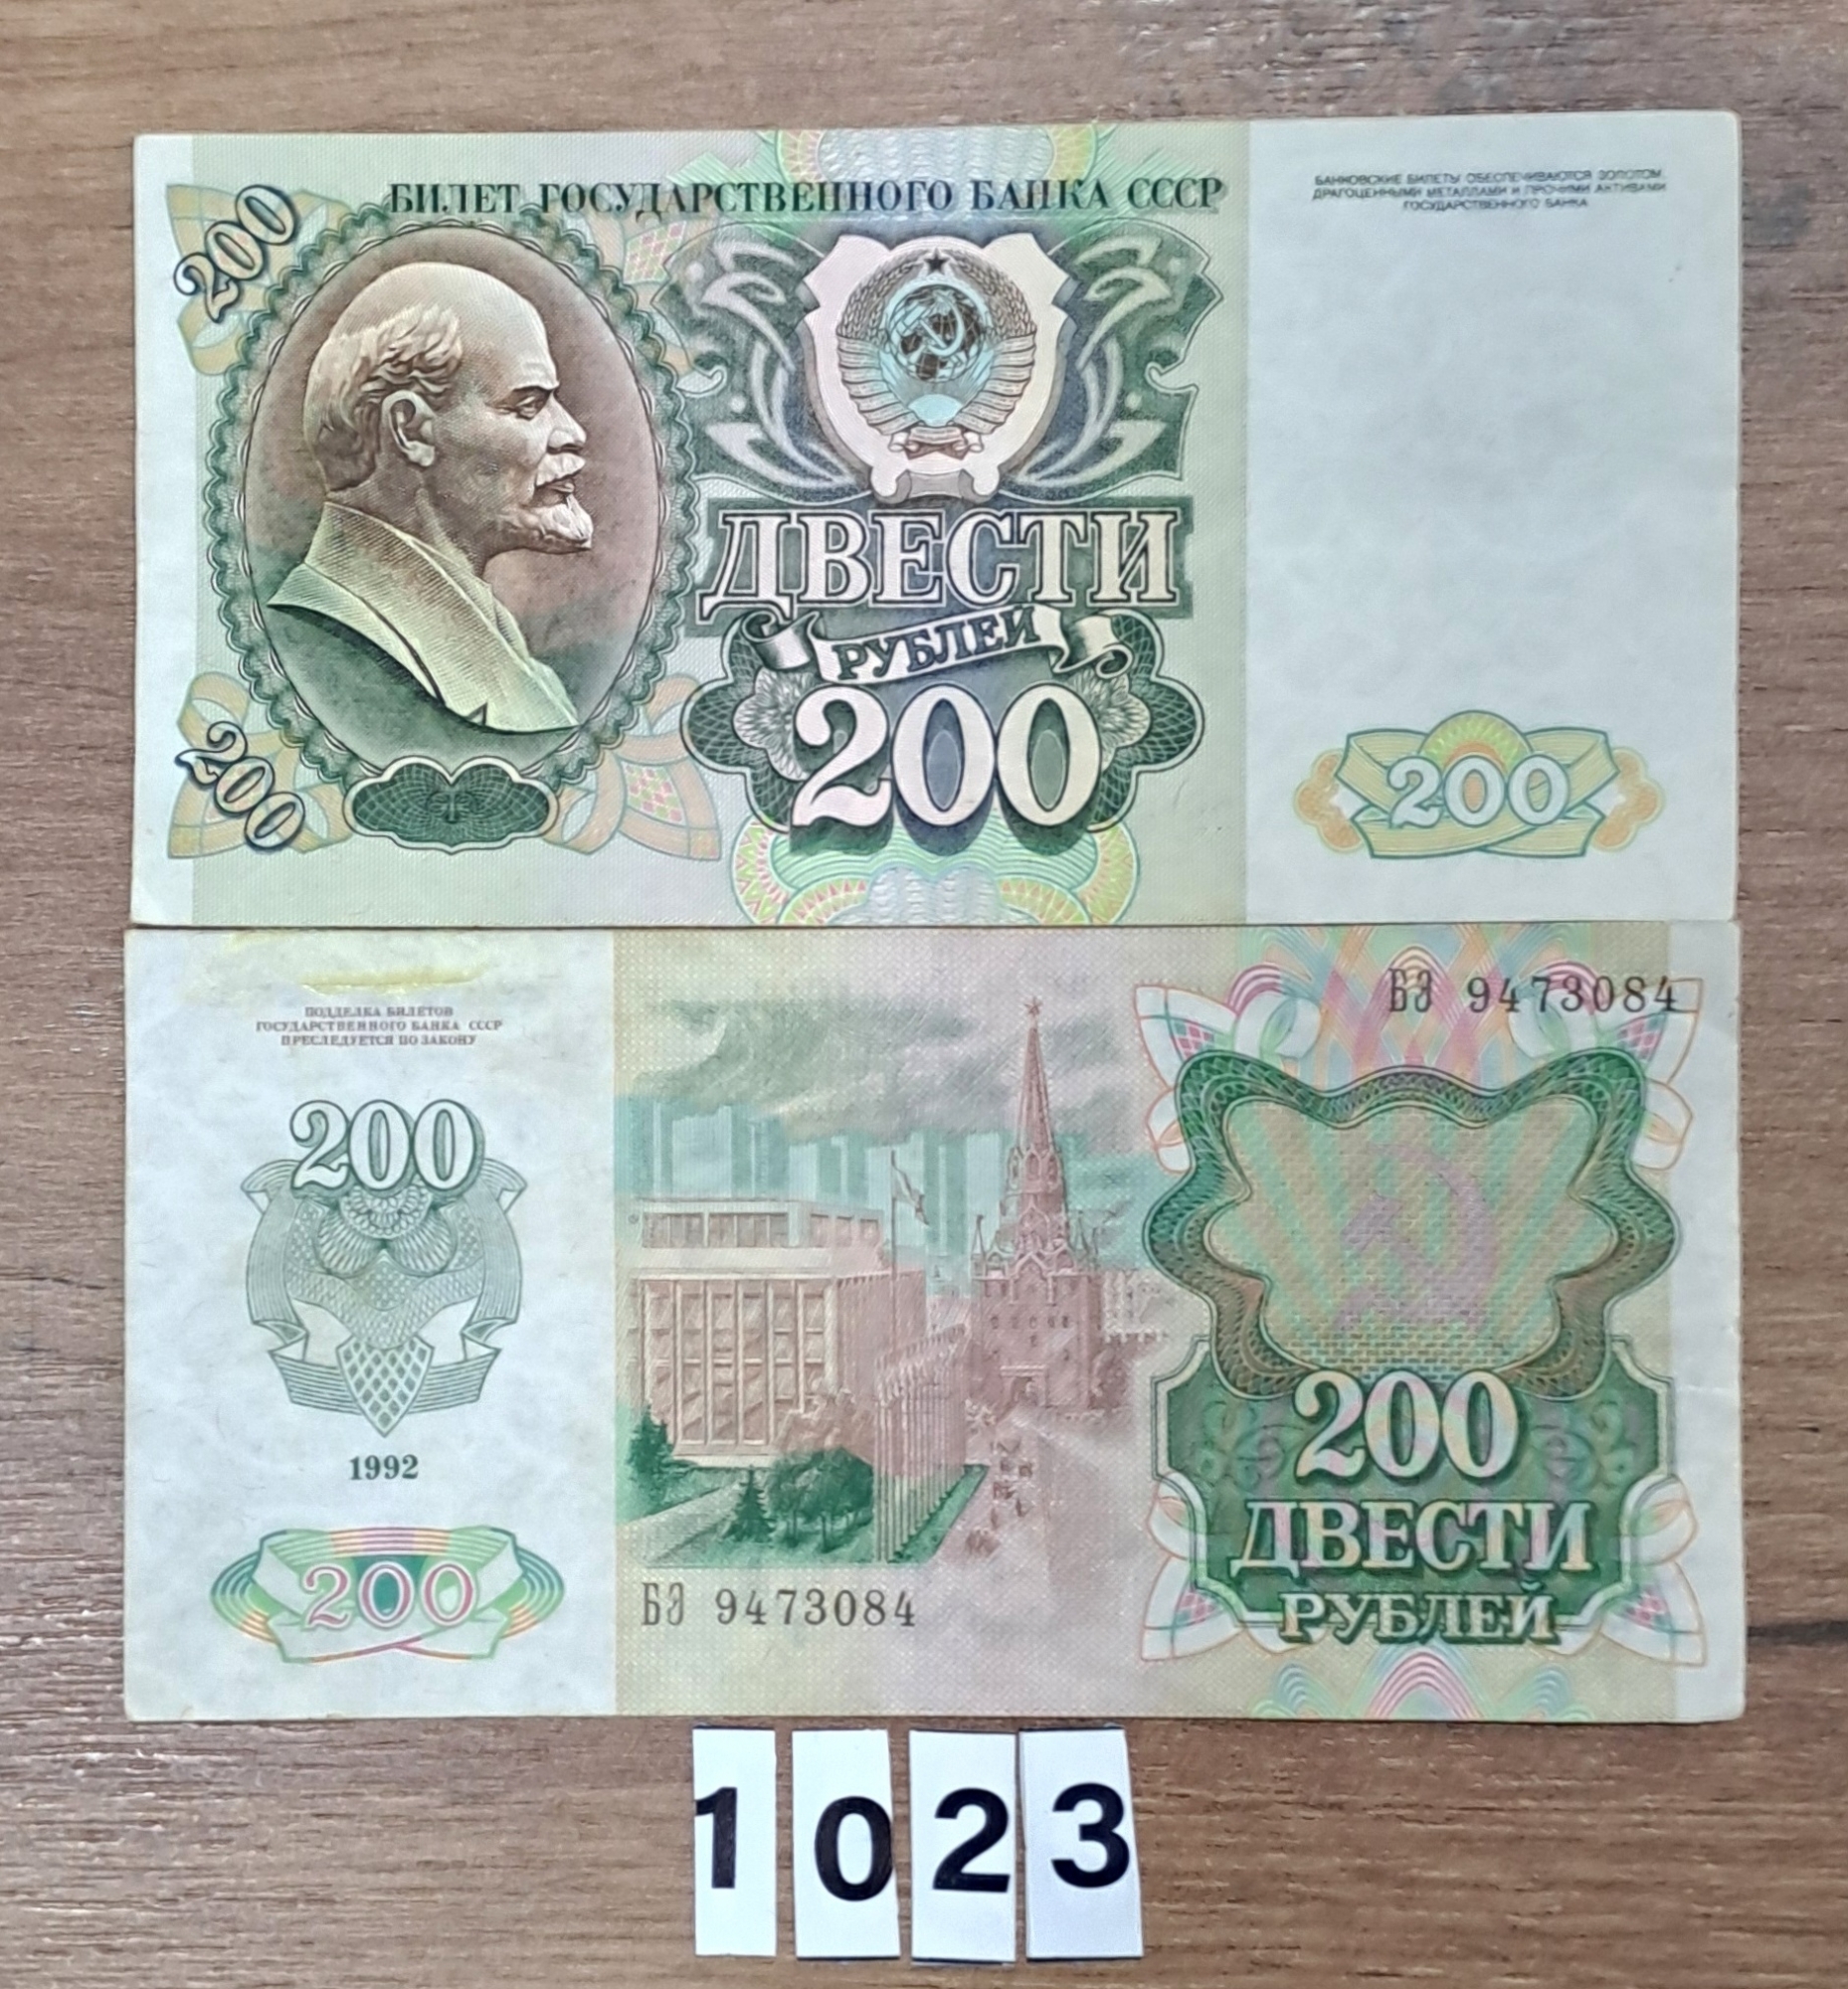 БИЛЕТ ГОСУДАРСТВЕННОГО БАНКА СССР
БАНКОВСКИЕ БИЛЕТЫ ОБЕСПЕЧИВАЮТСЯ ЗОЛОТОМ,
ДРАГОЦЕННЫМИ МЕТАЛЛАМИ И ПРОЧИМИ АКТИВАМИ
ГОСУДАРСТВЕННОГО БАНКА
200
ДВЕСТИ
РУБЛЕЙ
200
200
200
БЭ 9473084
ПОДДЕЛКА БИЛЕТОВ
ГОСУДАРСТВЕННОГО БАНКА СССР
ПРЕСЛЕДУЕТСЯ ПО ЗАКОНУ
200
1992
200
БЭ 9473084
200
ДВЕСТИ
РУБЛЕЙ
1023